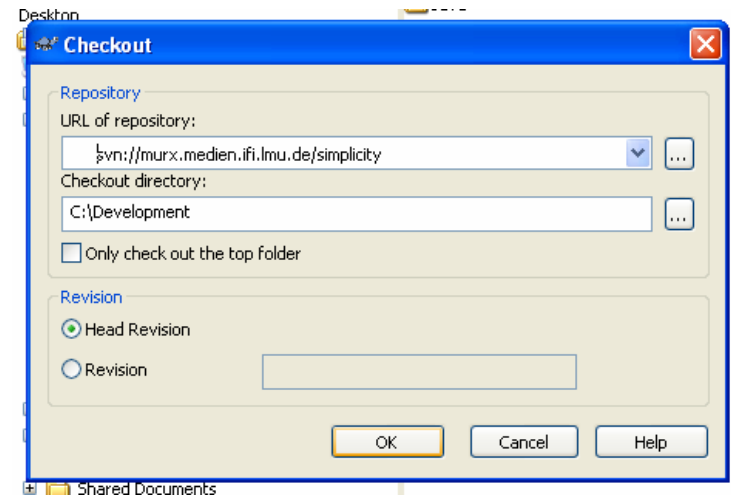 Desktop
Checkout
Repository
URL of repository:
svn://murx.medien.ifi.lmu.de/simplicity
...
Checkout directory:
C:\Development
...
Only check out the top folder
Revision
Head Revision
Revision
OK
Cancel
Help
Shared Documents